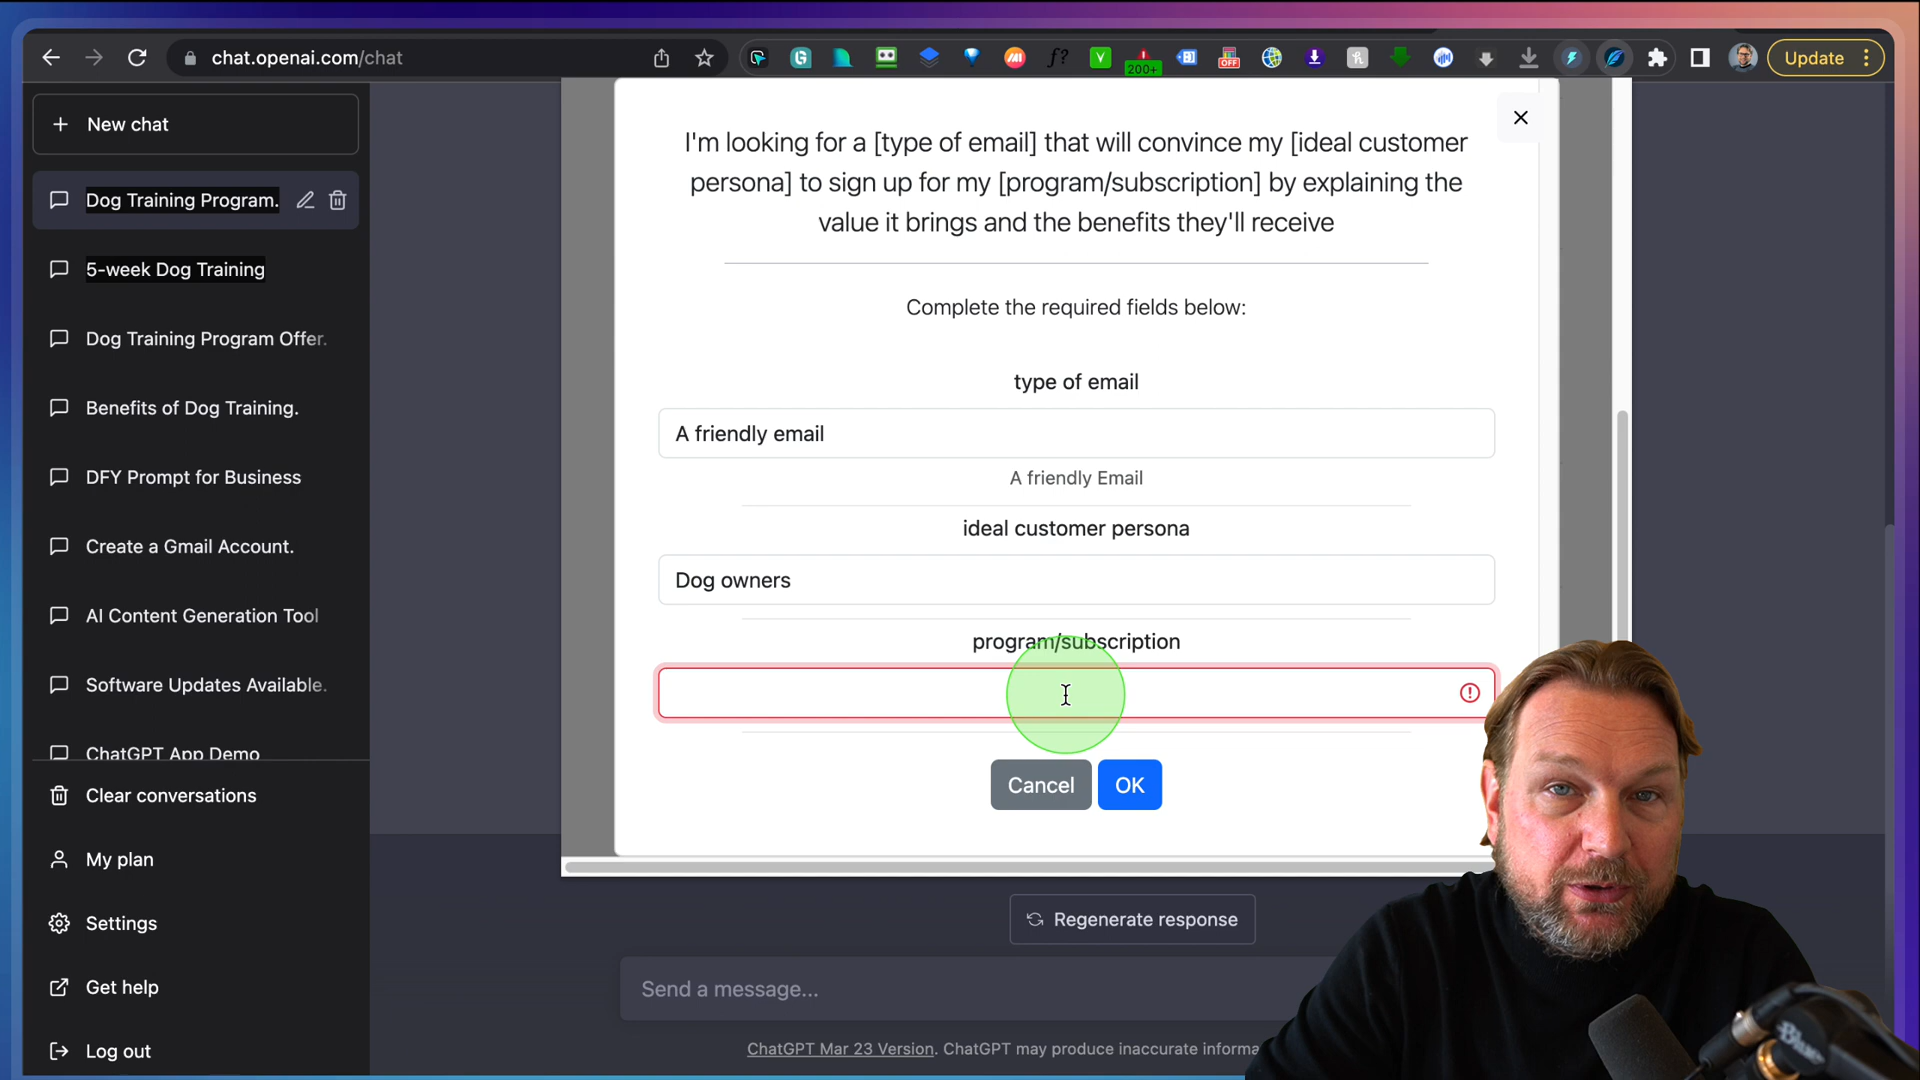 chat.openai.com/chat
200+
OFF
Update
New chat
Dog Training Program.
5-week Dog Training
Dog Training Program Offer.
Benefits of Dog Training.
DFY Prompt for Business
Create a Gmail Account.
AI Content Generation Tool
Software Updates Available.
ChatGPT App Demo
Clear conversations
My plan
Settings
Get help
Log out
I'm looking for a [type of email] that will convince my [ideal customer
persona] to sign up for my [program/subscription] by explaining the
value it brings and the benefits they'll receive
Complete the required fields below:
type of email
A friendly email
A friendly Email
ideal customer persona
Dog owners
program/subscription
Cancel
OK
Regenerate response
Send a message...
ChatGPT Mar 23 Version. ChatGPT may produce inaccurate informa
Blue